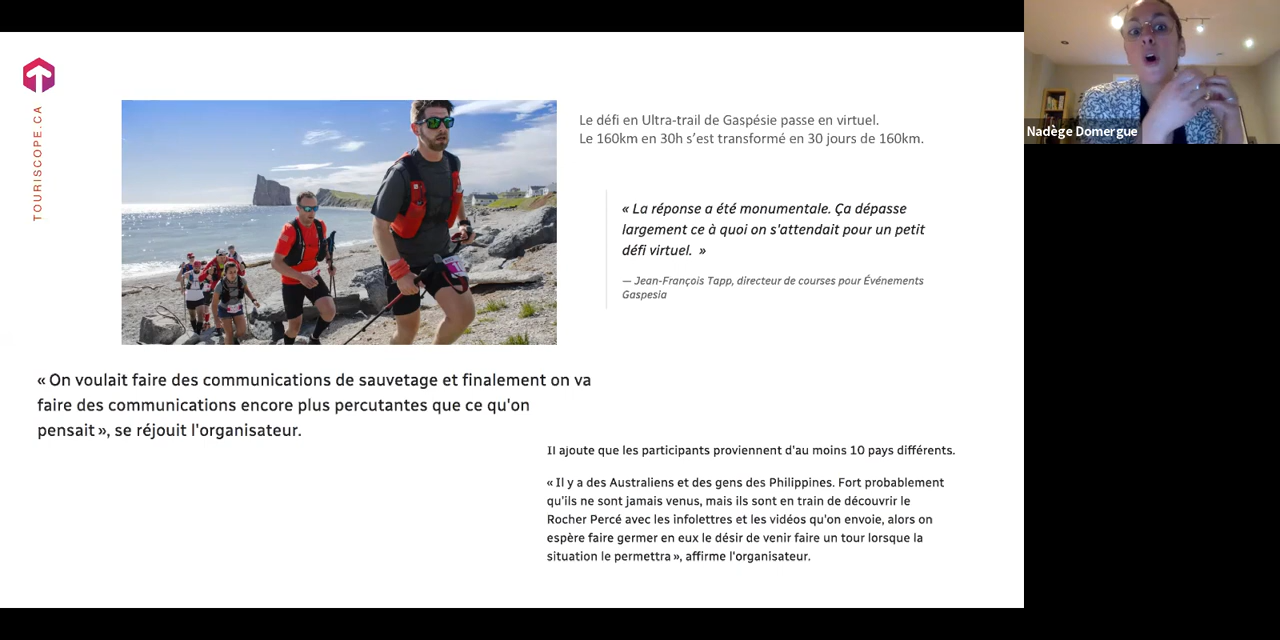 TOURISCOPE.CA
Le défi en Ultra-trail de Gaspésie passe en virtuel.
Le 160km en 30h s’est transformé en 30 jours de 160km.
« La réponse a été monumentale. Ça dépasse
largement ce à quoi on s'attendait pour un petit
défi virtuel. »
— Jean-François Tapp, directeur de courses pour Événements
Gaspesia
« On voulait faire des communications de sauvetage et finalement on va
faire des communications encore plus percutantes que ce qu'on
pensait », se réjouit l'organisateur.
Il ajoute que les participants proviennent d'au moins 10 pays différents.
« Il y a des Australiens et des gens des Philippines. Fort probablement
qu'ils ne sont jamais venus, mais ils sont en train de découvrir le
Rocher Percé avec les infolettres et les vidéos qu'on envoie, alors on
espère faire germer en eux le désir de venir faire un tour lorsque la
situation le permettra », affirme l'organisateur.
Nadège Domergue